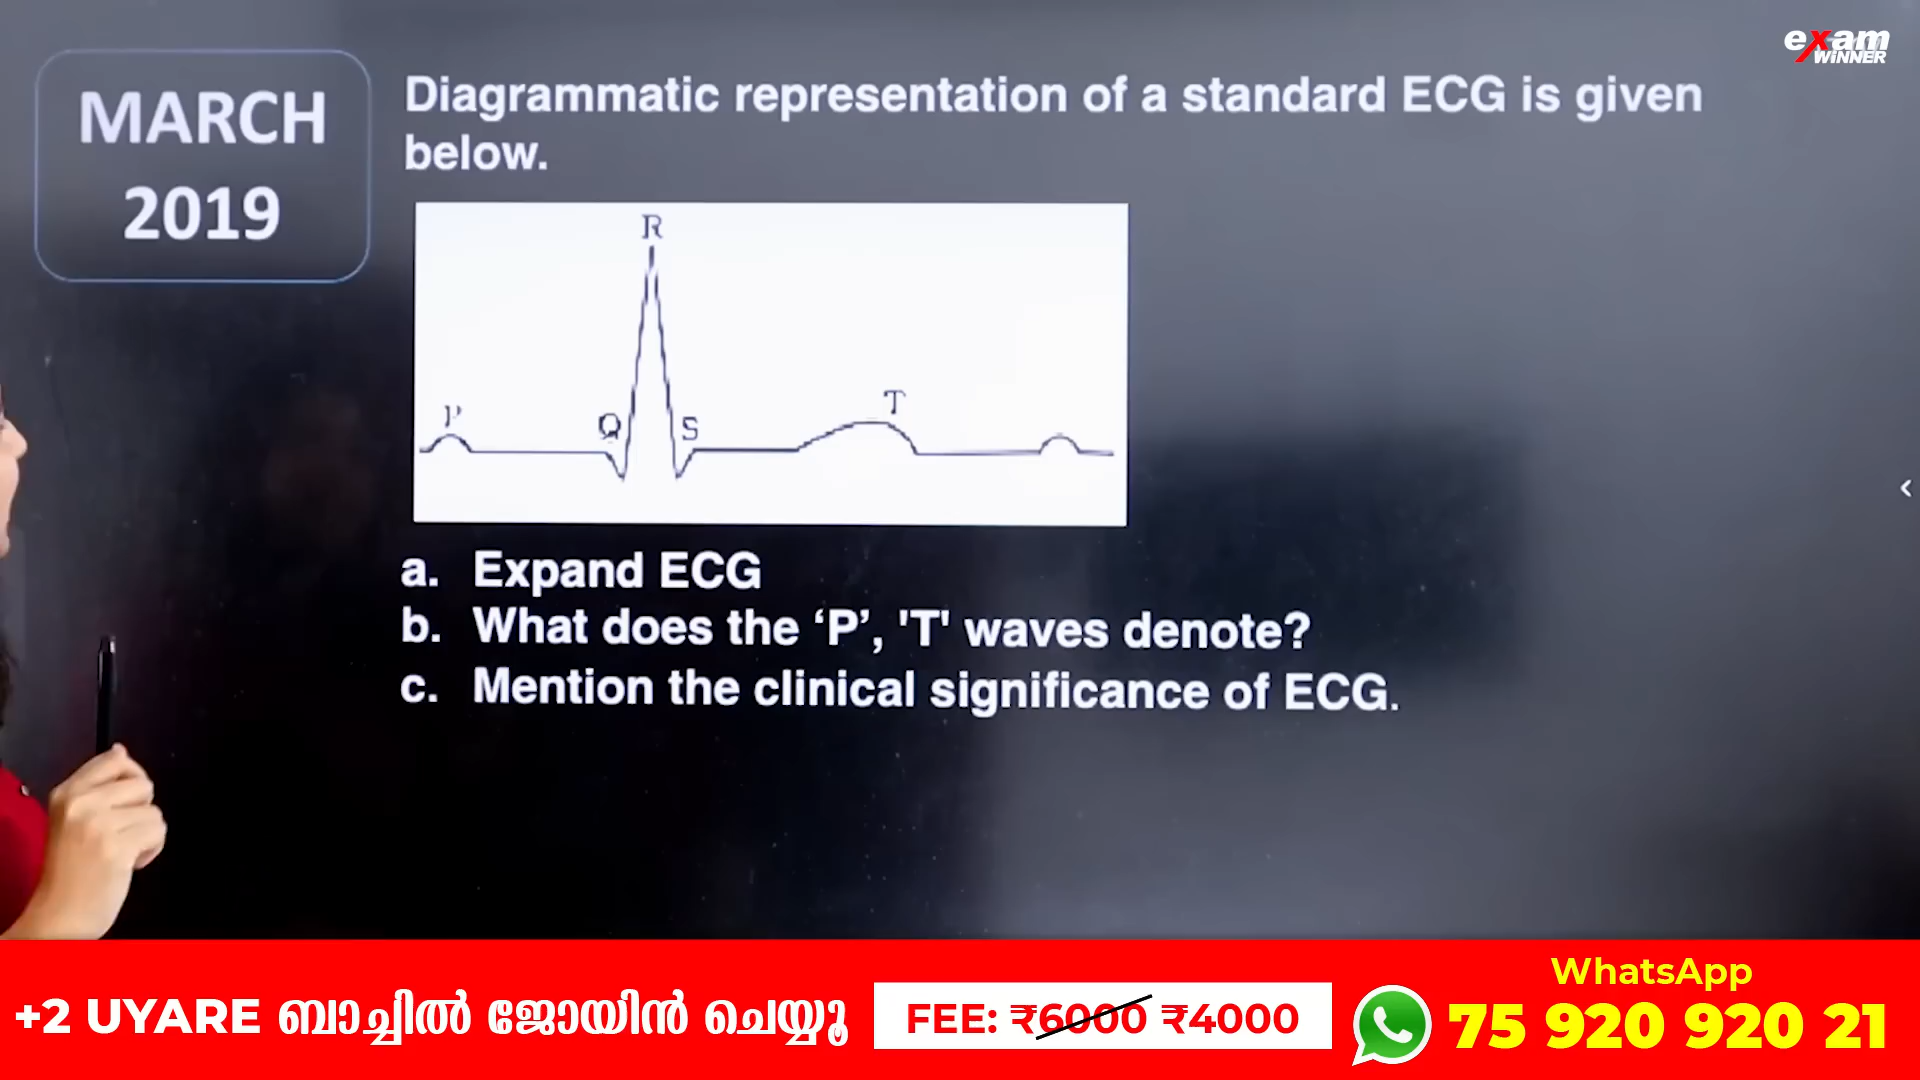 exam
WINNER
MARCH
2019
Diagrammatic representation of a standard ECG is given
below.
R
P
Q
S
T
a. Expand ECG
b. What does the ‘P’, 'T' waves denote?
c. Mention the clinical significance of ECG.
+2 UYARE ബാച്ചിൽ ജോയിൻ ചെയ്യൂ
FEE: ₹6000 ₹4000
WhatsApp
75 920 920 21